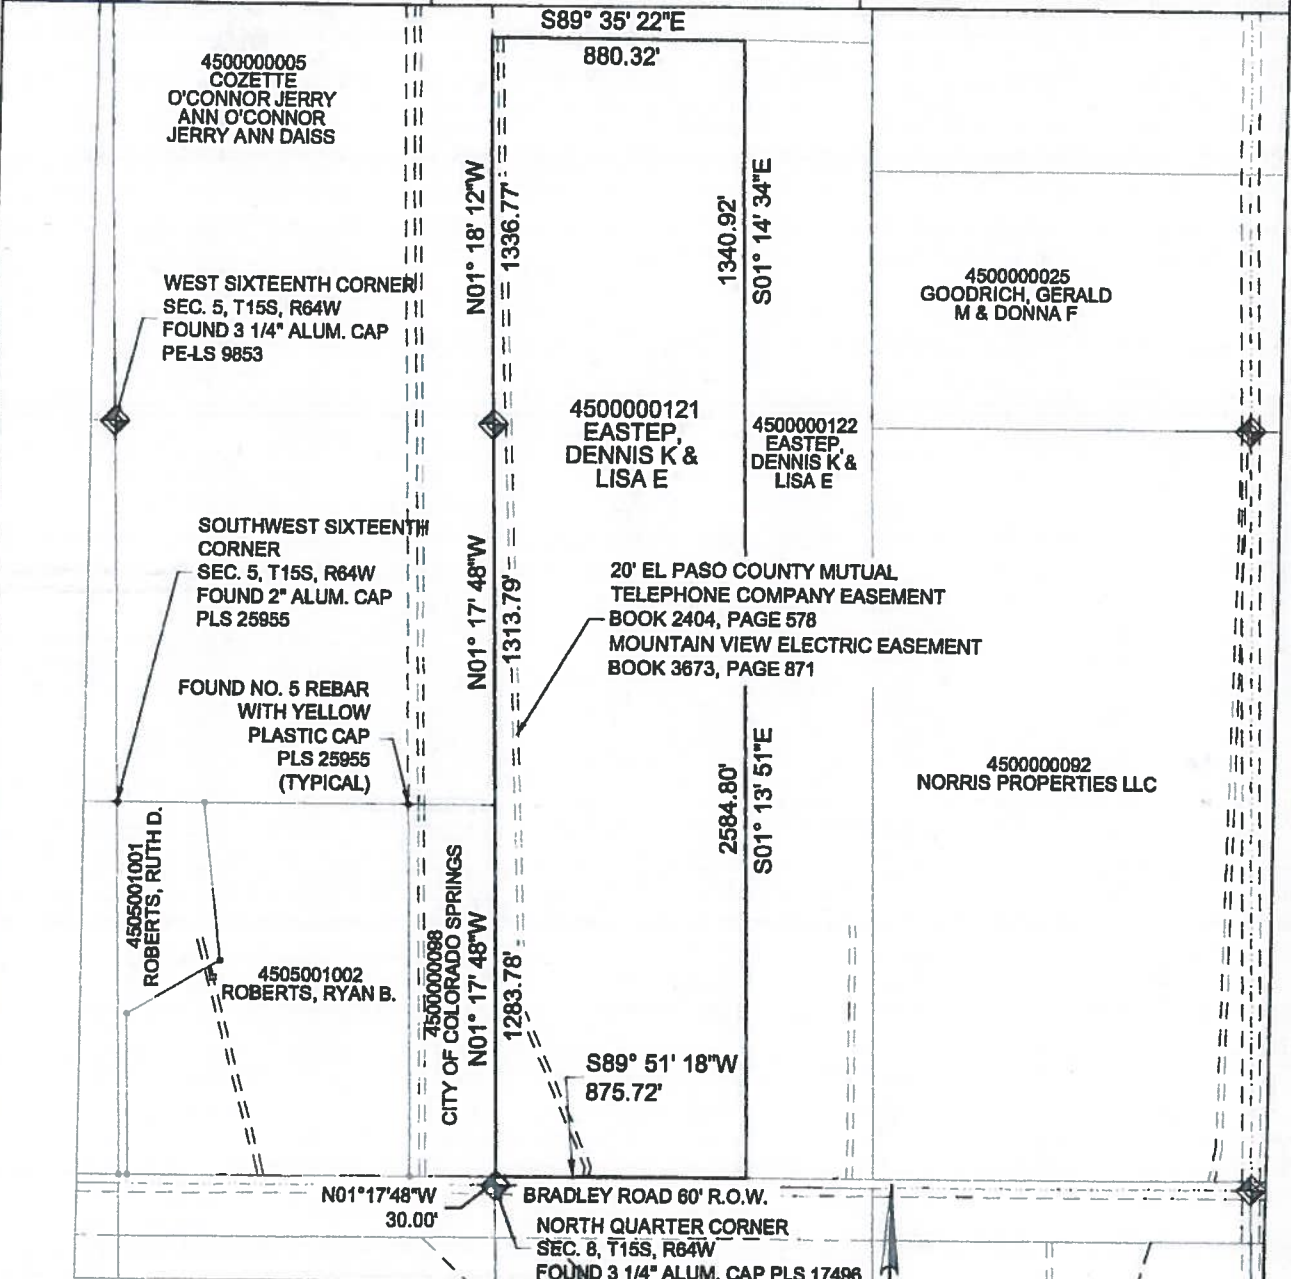 S89° 35' 22"E
880.32'
4500000005
COZETTE
O'CONNOR JERRY
ANN O'CONNOR
JERRY ANN DAISS
N01° 18' 12"W
1336.77'
1340.92'
S01° 14' 34"E
4500000025
GOODRICH, GERALD
M & DONNA F
WEST SIXTEENTH CORNER
SEC. 5, T15S, R64W
FOUND 3 1/4" ALUM. CAP
PE-LS 9853
4500000121
EASTEP,
DENNIS K &
LISA E
4500000122
EASTEP,
DENNIS K &
LISA E
SOUTHWEST SIXTEENTH
CORNER
SEC. 5, T15S, R64W
FOUND 2" ALUM. CAP
PLS 25955
N01° 17' 48"W
1313.79'
20' EL PASO COUNTY MUTUAL
TELEPHONE COMPANY EASEMENT
BOOK 2404, PAGE 578
MOUNTAIN VIEW ELECTRIC EASEMENT
BOOK 3673, PAGE 871
FOUND NO. 5 REBAR
WITH YELLOW
PLASTIC CAP
PLS 25955
(TYPICAL)
2584.80'
S01° 13' 51"E
4500000092
NORRIS PROPERTIES LLC
4505001001
ROBERTS, RUTH D.
4505001002
ROBERTS, RYAN B.
4500000098
CITY OF COLORADO SPRINGS
N01° 17' 48"W
1283.78'
S89° 51' 18"W
875.72'
N01°17'48"W
30.00'
BRADLEY ROAD 60' R.O.W.
NORTH QUARTER CORNER
SEC. 8, T15S, R64W
FOUND 3 1/4" ALUM. CAP PLS 17496